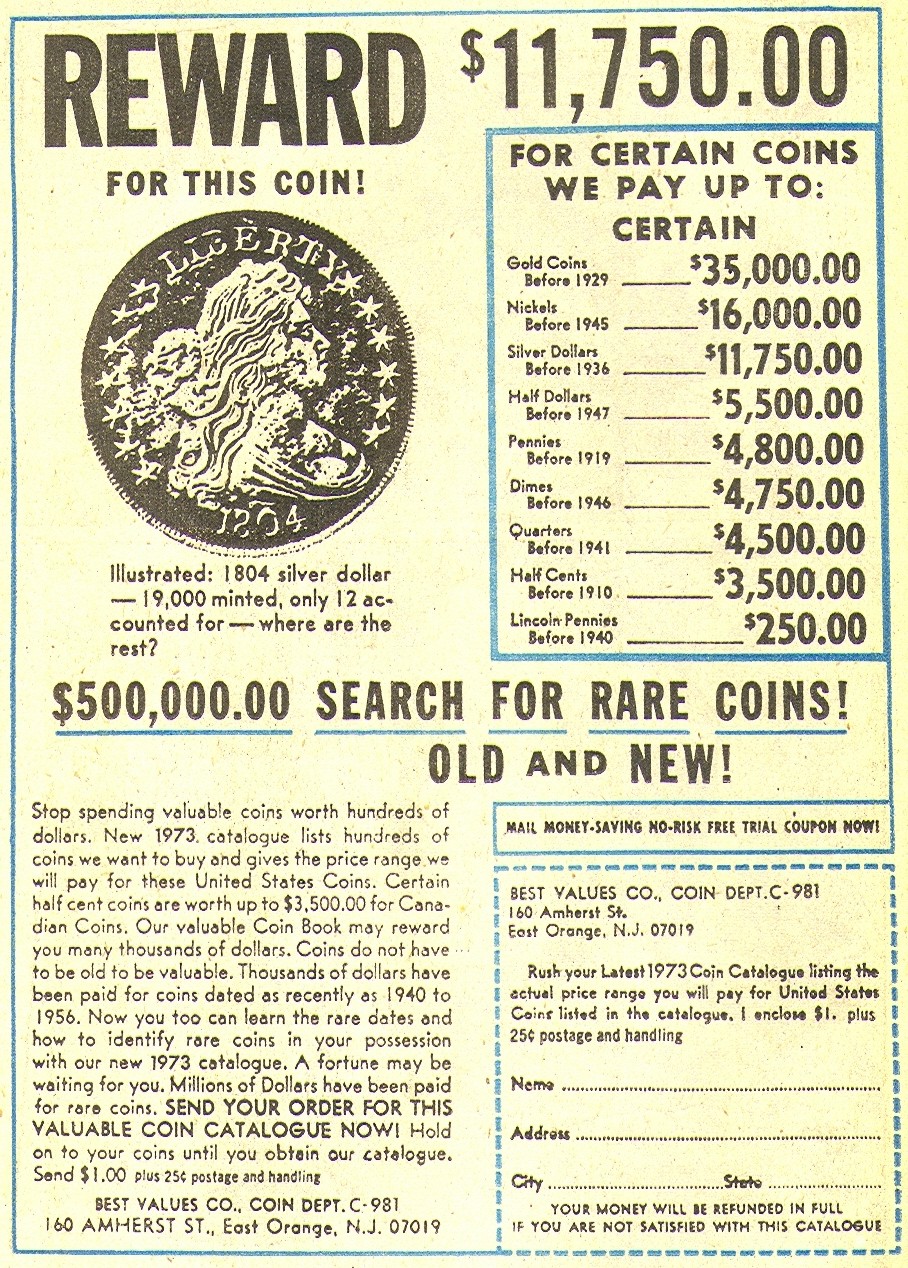 REWARD $11,750.00
FOR THIS COIN!
LIBERTY
1804
Illustrated: 1804 silver dollar
— 19,000 minted, only 12 ac-
counted for — where are the
rest?
FOR CERTAIN COINS
WE PAY UP TO:
CERTAIN
Gold Coins
Before 1929 $35,000.00
Nickels
Before 1945 $16,000.00
Silver Dollars
Before 1936 $11,750.00
Half Dollars
Before 1947 $5,500.00
Pennies
Before 1919 $4,800.00
Dimes
Before 1946 $4,750.00
Quarters
Before 1941 $4,500.00
Half Cents
Before 1910 $3,500.00
Lincoln Pennies
Before 1940 $250.00
$500,000.00 SEARCH FOR RARE COINS!
OLD AND NEW!
Stop spending valuable coins worth hundreds of
dollars. New 1973 catalogue lists hundreds of
coins we want to buy and gives the price range we
will pay for these United States Coins. Certain
half cent coins are worth up to $3,500.00 for Cana-
dian Coins. Our valuable Coin Book may reward
you many thousands of dollars. Coins do not have
to be old to be valuable. Thousands of dollars have
been paid for coins dated as recently as 1940 to
1956. Now you too can learn the rare dates and
how to identify rare coins in your possession
with our new 1973 catalogue. A fortune may be
waiting for you. Millions of Dollars have been paid
for rare coins. SEND YOUR ORDER FOR THIS
VALUABLE COIN CATALOGUE NOW! Hold
on to your coins until you obtain our catalogue.
Send $1.00 plus 25¢ postage and handling
BEST VALUES CO., COIN DEPT. C-981
160 AMHERST ST., East Orange, N.J. 07019
MAIL MONEY-SAVING NO-RISK FREE TRIAL COUPON NOW!
BEST VALUES CO., COIN DEPT. C-981
160 Amherst St.
East Orange, N.J. 07019
Rush your Latest 1973 Coin Catalogue listing the
actual price range you will pay for United States
Coins listed in the catalogue. I enclose $1. plus
25¢ postage and handling
Name
Address
City State
YOUR MONEY WILL BE REFUNDED IN FULL
IF YOU ARE NOT SATISFIED WITH THIS CATALOGUE